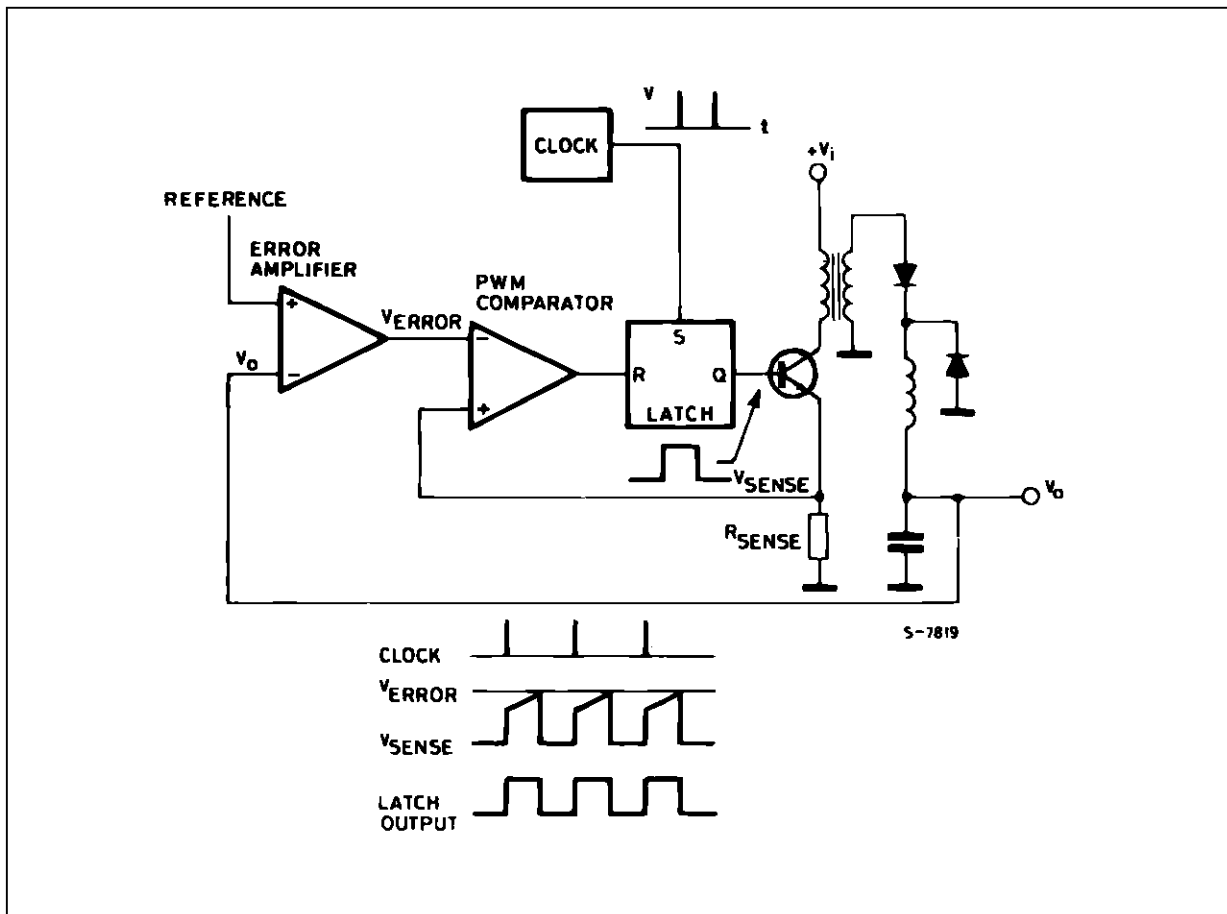 V
t
CLOCK
+Vi
REFERENCE
ERROR
AMPLIFIER
PWM
COMPARATOR
VERROR
+
-
S
Vo
-
R
Q
+
LATCH
VSENSE
Vo
RSENSE
S-7819
CLOCK
VERROR
VSENSE
LATCH
OUTPUT